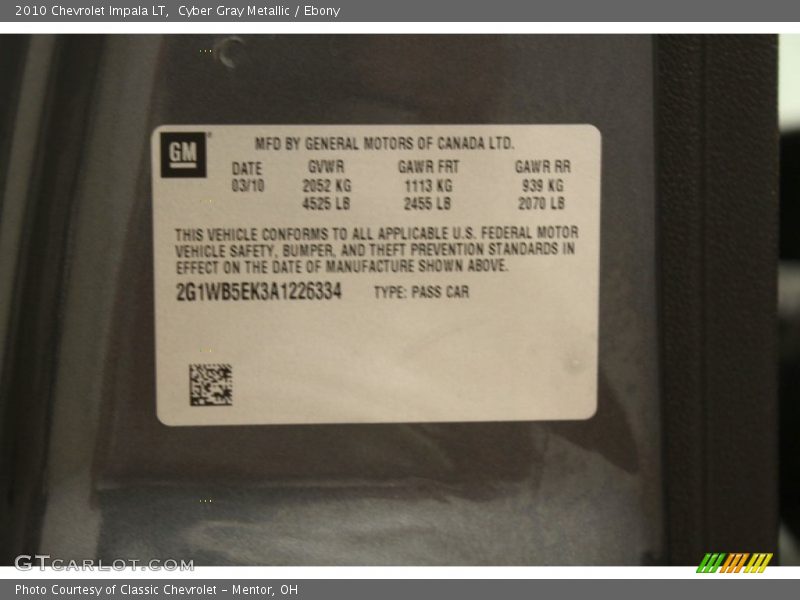 2010 Chevrolet Impala LT, Cyber Gray Metallic / Ebony
GM
MFD BY GENERAL MOTORS OF CANADA LTD.
DATE GVWR GAWR FRT GAWR RR
03/10 2052 KG 1113 KG 939 KG
4525 LB 2455 LB 2070 LB
THIS VEHICLE CONFORMS TO ALL APPLICABLE U.S. FEDERAL MOTOR
VEHICLE SAFETY, BUMPER, AND THEFT PREVENTION STANDARDS IN
EFFECT ON THE DATE OF MANUFACTURE SHOWN ABOVE.
2G1WB5EK3A1226334 TYPE: PASS CAR
GTCARLOT.COM
Photo Courtesy of Classic Chevrolet - Mentor, OH